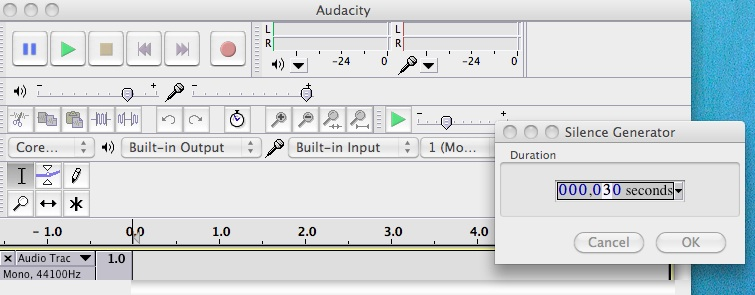 Audacity
L
R
-24 0
L
R
-24 0
- +
- +
Core... Built-in Output Built-in Input 1 (Mo...
Silence Generator
Duration
000,030 seconds
Cancel OK
- 1.0 0.0 1.0 2.0 3.0 4.0
Audio Trac 1.0
Mono, 44100Hz